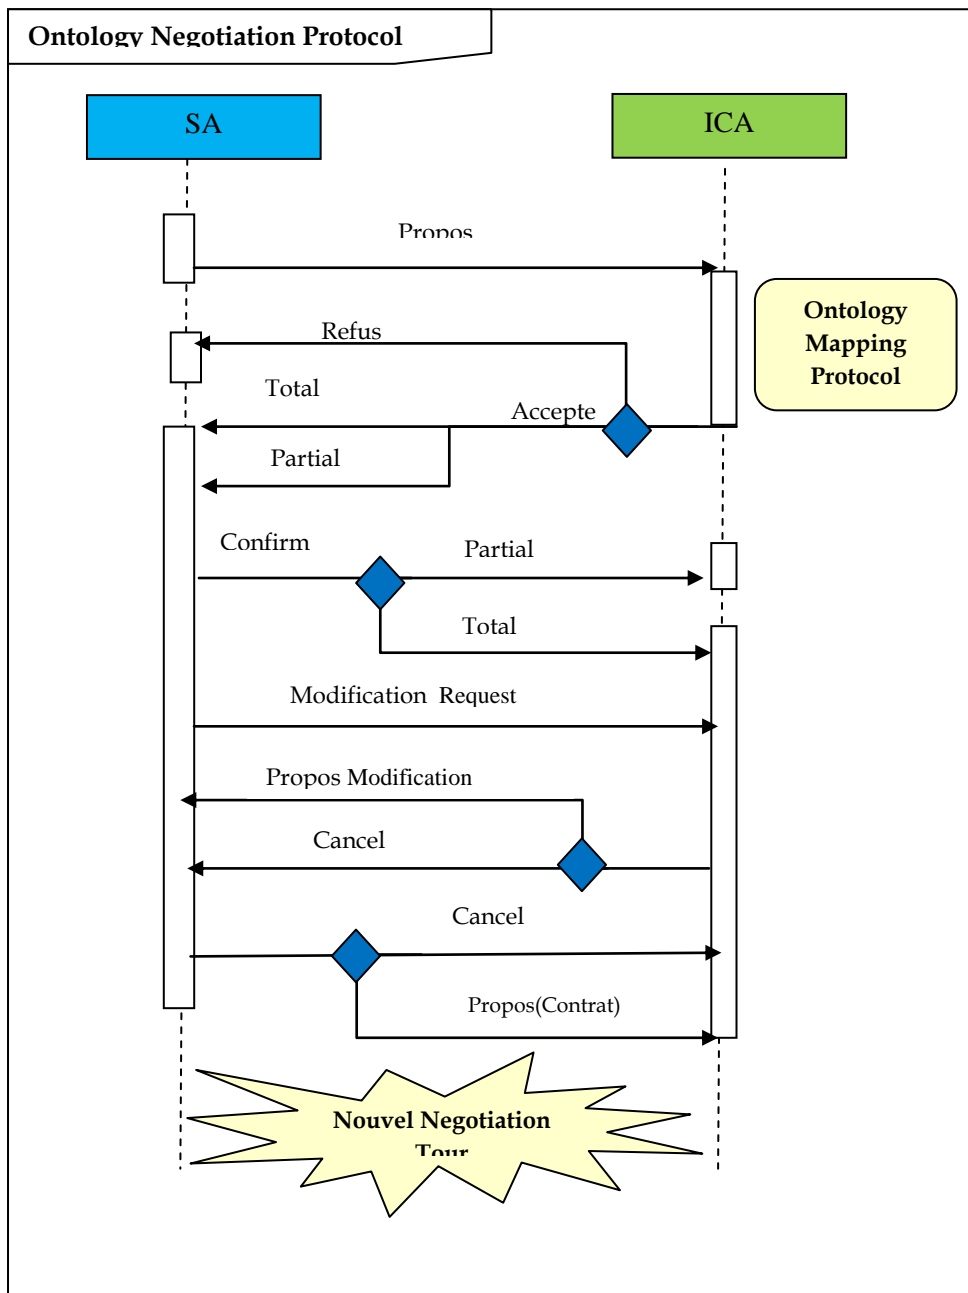 Ontology Negotiation Protocol
SA
ICA
Propos
Ontology
Mapping
Protocol
Refus
Total
Accepte
Partial
Confirm
Partial
Total
Modification Request
Propos Modification
Cancel
Cancel
Propos(Contrat)
Nouvel Negotiation
Tour